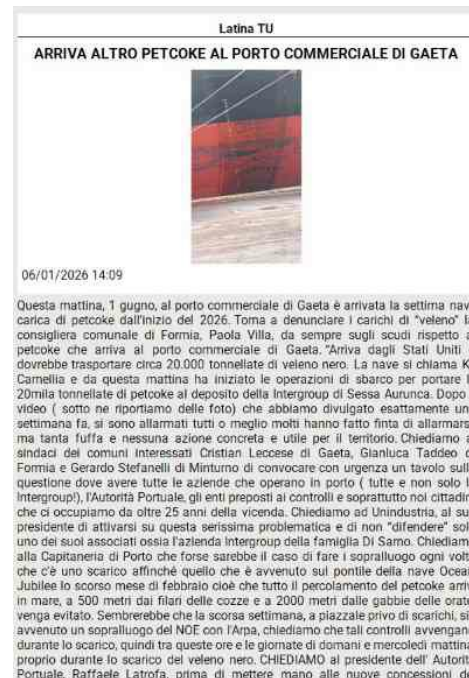 Latina TU
ARRIVA ALTRO PETCOKE AL PORTO COMMERCIALE DI GAETA
06/01/2026 14:09
Questa mattina, 1 gugno, al porto commerciale di Gaeta è arrivata la settima nav
carica di petcoke dall'inizio del 2026. Torna a denunciare i carichi di "veleno" l
consigliera comunale di Formia, Paola Villa, da sempre sugli scudi rispetto a
petcoke che arriva al porto commerciale di Gaeta. "Arriva dagli Stati Uniti
dovrebbe trasportare circa 20.000 tonnellate di veleno nero. La nave si chiama K
Camellia e da questa mattina ha iniziato le operazioni di sbarco per portare l
20mila tonnellate di petcoke al deposito della Intergroup di Sessa Aurunca. Dopo
video ( sotto ne riportiamo delle foto) che abbiamo divulgato esattamente un
settimana fa, si sono allarmati tutti o meglio molti hanno fatto finta di allarmars
ma tanta fuffa e nessuna azione concreta e utile per il territorio. Chiediamo a
sindaci dei comuni interessati Cristian Leccese di Gaeta, Gianluca Taddeo d
Formia e Gerardo Stefanelli di Minturno di convocare con urgenza un tavolo sull
questione dove avere tutte le aziende che operano in porto ( tutte e non solo l
Intergroup!), l'Autorità Portuale, gli enti preposti ai controlli e soprattutto noi cittadin
che ci occupiamo da oltre 25 anni della vicenda. Chiediamo ad Unindustria, al su
presidente di attivarsi su questa serissima problematica e di non "difendere" sol
uno dei suoi associati ossia l'azienda Intergroup della famiglia Di Sarno. Chiediam
alla Capitaneria di Porto che forse sarebbe il caso di fare i sopralluogo ogni volt
che c'è uno scarico affinché quello che è avvenuto sul pontile della nave Ocea
Jubilee lo scorso mese di febbraio cioè che tutto il percolamento del petcoke arriv
in mare, a 500 metri dai filari delle cozze e a 2000 metri dalle gabbie delle orate
venga evitato. Sembrerebbe che la scorsa settimana, a piazzale privo di scarichi, si
avvenuto un sopralluogo del NOE con l'Arpa, chiediamo che tali controlli avvengan
durante lo scarico, quindi tra queste ore e le giornate di domani e mercoledì mattina
proprio durante lo scarico del veleno nero. CHIEDIAMO al presidente dell' Autorit
Portuale, Raffaele Latrofa, prima di mettere mano alle nuove concessioni de